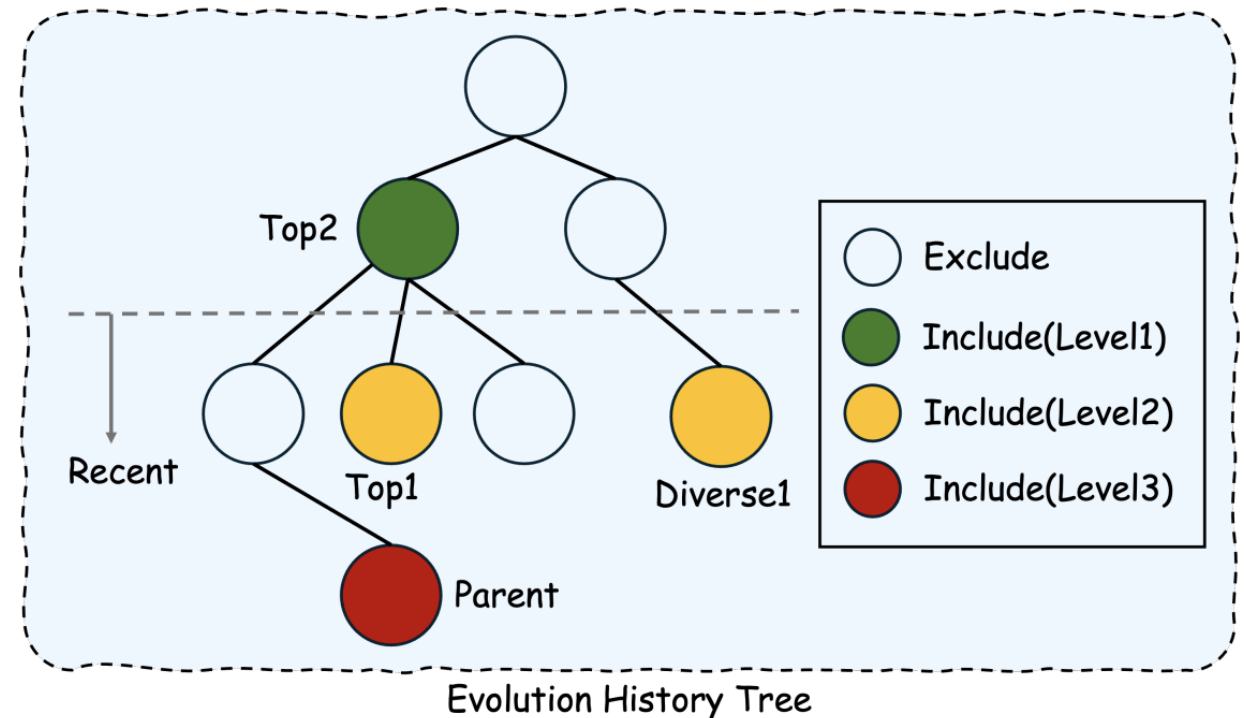 Top2
Recent
Top1
Diverse1
Parent
Exclude
Include(Level1)
Include(Level2)
Include(Level3)
Evolution History Tree